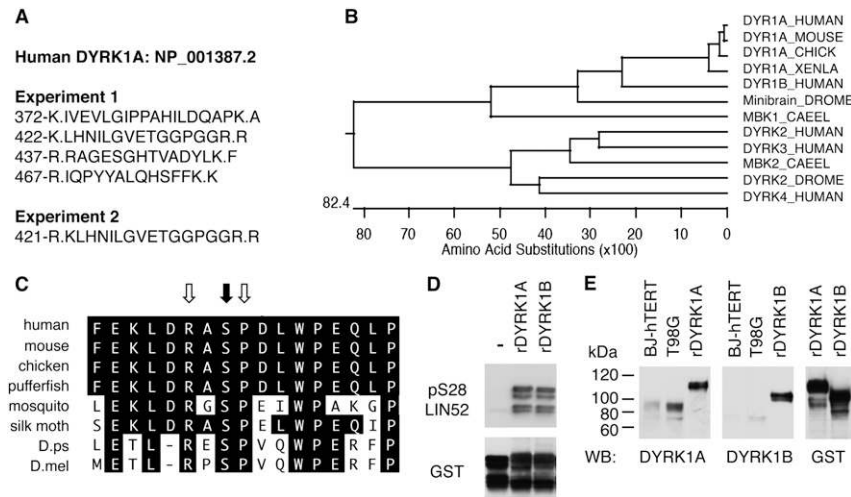 A
Human DYRK1A: NP_001387.2
Experiment 1
372-K.IVEVLGIPPAHILDQAPK.A
422-K.LHNILGVETGGPGGR.R
437-R.RAGESGHTVADYLK.F
467-R.IQPYYALQHSFFK.K
Experiment 2
421-R.KLHNILGVETGGPGGR.R
B
DYR1A_HUMAN
DYR1A_MOUSE
DYR1A_CHICK
DYR1A_XENLA
DYR1B_HUMAN
Minibrain_DROME
MBK1_CAEEL
DYRK2_HUMAN
DYRK3_HUMAN
MBK2_CAEEL
DYRK2_DROME
DYRK4_HUMAN
82.4
80 70 60 50 40 30 20 10 0
Amino Acid Substitutions (x100)
C
human F E K L D R A S P D L W P E Q L P
mouse F E K L D R A S P D L W P E Q L P
chicken F E K L D R A S P D L W P E Q L P
pufferfish F E K L D R A S P D L W P E Q L P
mosquito L E K L D R G S P E I W P A K G P
silk moth S E K L D R A S P E L W P E Q I P
D.ps L E T L - R E S P V Q W P E R F P
D.mel M E T L - R P S P V Q W P E R F P
D
- rDYRK1A rDYRK1B
pS28
LIN52
GST
E
BJ-hTERT T98G rDYRK1A BJ-hTERT T98G rDYRK1B rDYRK1A rDYRK1B
kDa
120
100
80
60
WB: DYRK1A DYRK1B GST